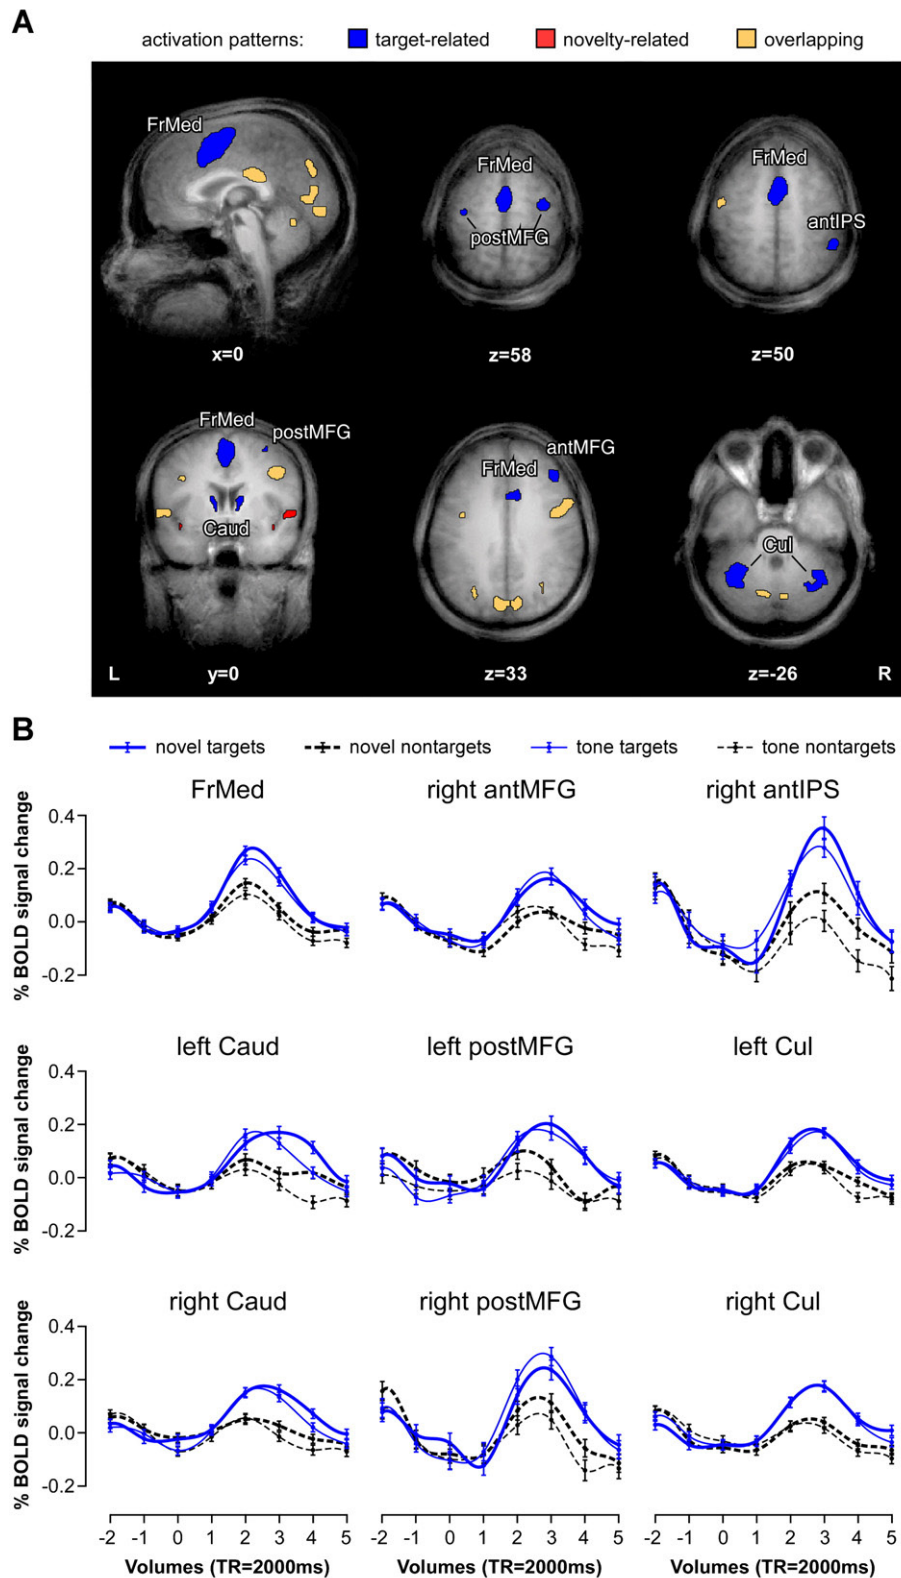 A
activation patterns: target-related novelty-related overlapping
FrMed
FrMed
FrMed
postMFG
antIPS
x=0 z=58 z=50
FrMed
postMFG
antMFG
FrMed
Caud
Cul
L y=0 z=33 z=-26 R
B
novel targets novel nontargets tone targets tone nontargets
FrMed right antMFG right antIPS
% BOLD signal change
0.4
0.2
0.0
-0.2
left Caud left postMFG left Cul
% BOLD signal change
0.4
0.2
0.0
-0.2
right Caud right postMFG right Cul
% BOLD signal change
0.4
0.2
0.0
-0.2
-2 -1 0 1 2 3 4 5 -2 -1 0 1 2 3 4 5 -2 -1 0 1 2 3 4 5
Volumes (TR=2000ms) Volumes (TR=2000ms) Volumes (TR=2000ms)